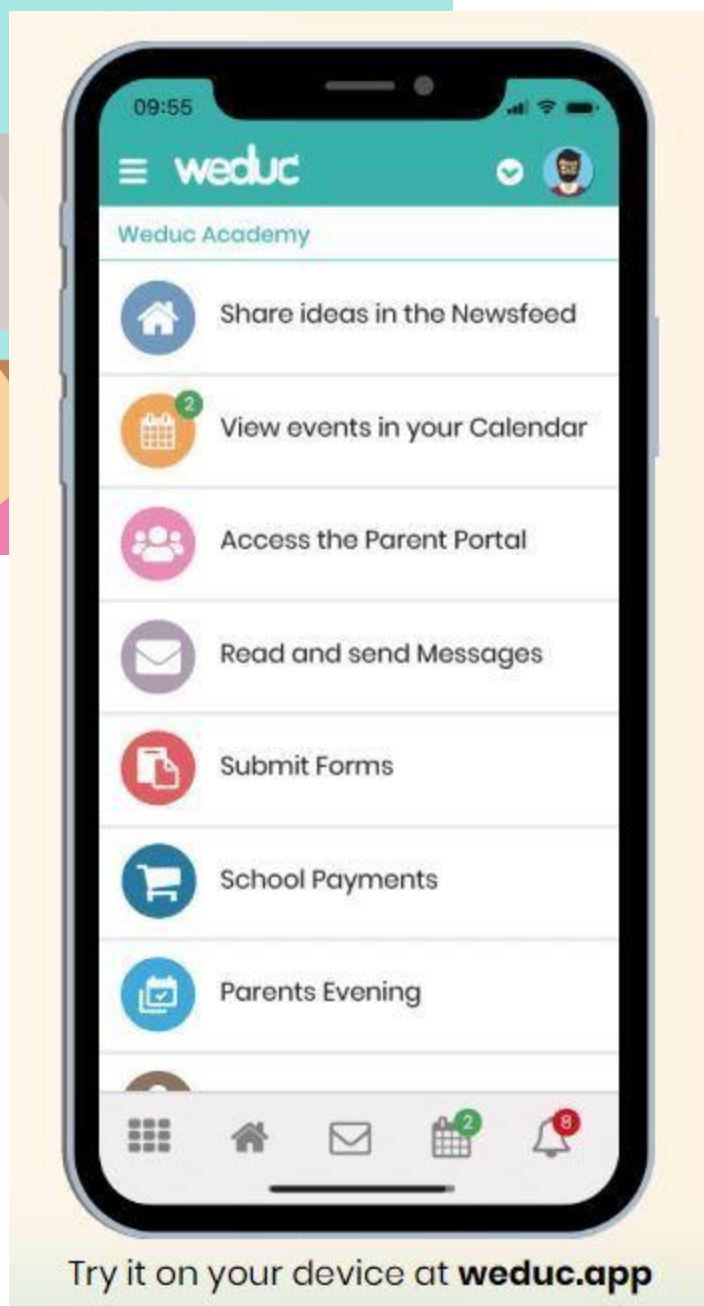 09:55
weduc
Weduc Academy
Share ideas in the Newsfeed
2
View events in your Calendar
Access the Parent Portal
Read and send Messages
Submit Forms
School Payments
Parents Evening
2
8
Try it on your device at weduc.app